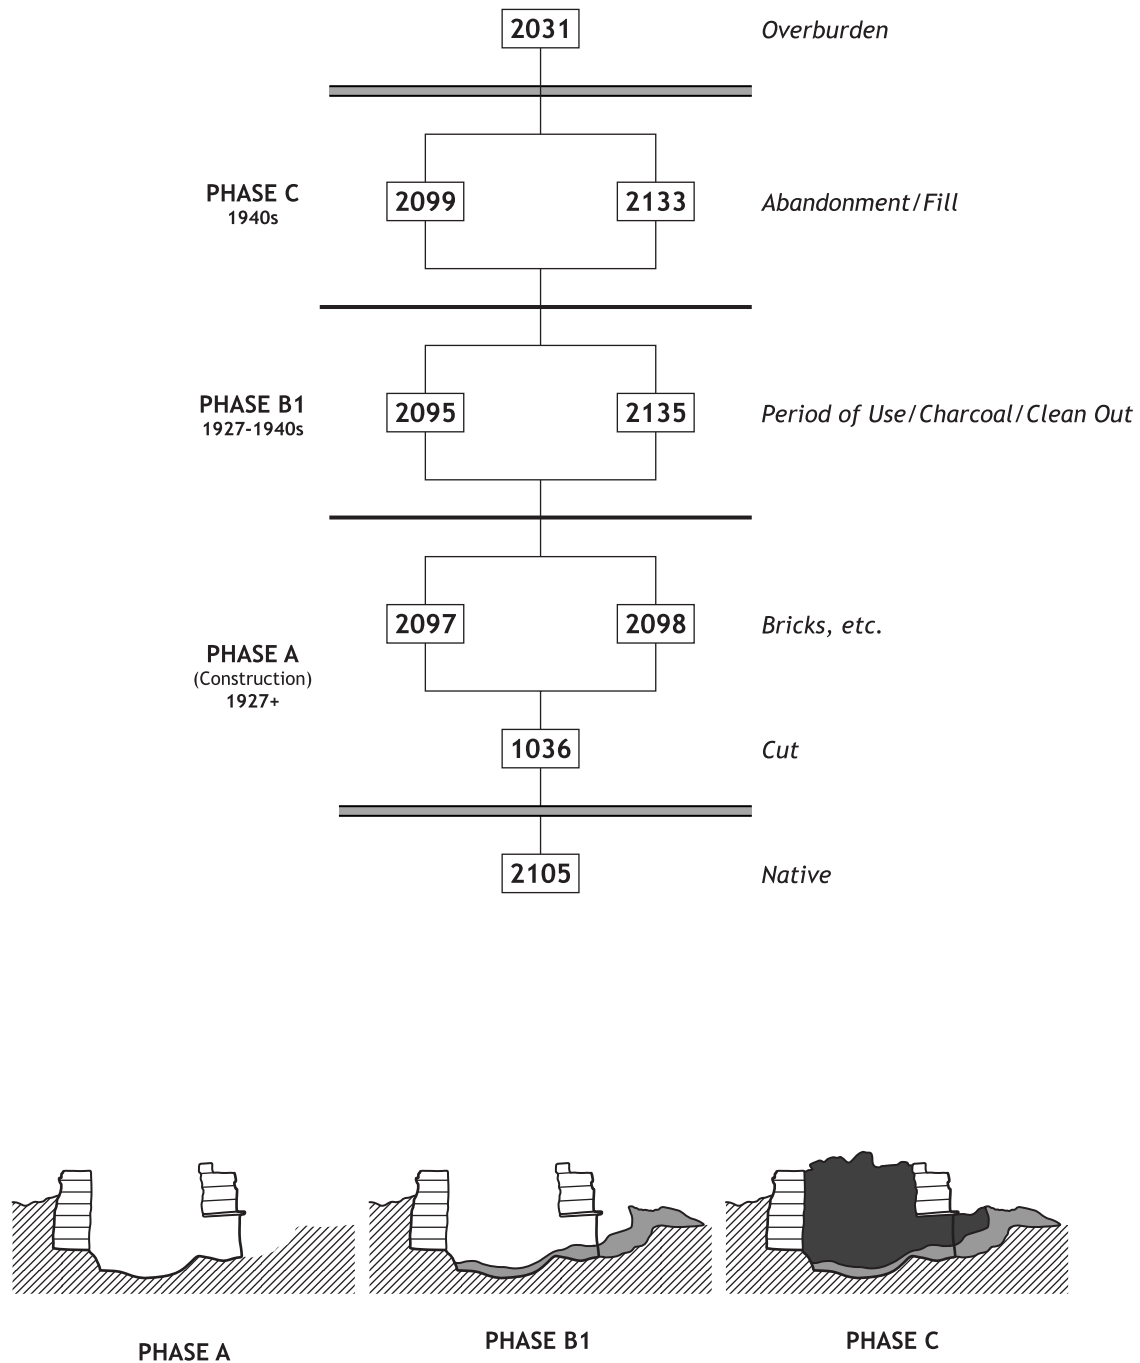 2031 Overburden
PHASE C
1940s
2099 2133 Abandonment/Fill
PHASE B1
1927-1940s
2095 2135 Period of Use/Charcoal/Clean Out
2097 2098 Bricks, etc.
PHASE A
(Construction)
1927+
1036 Cut
2105 Native
PHASE A PHASE B1 PHASE C